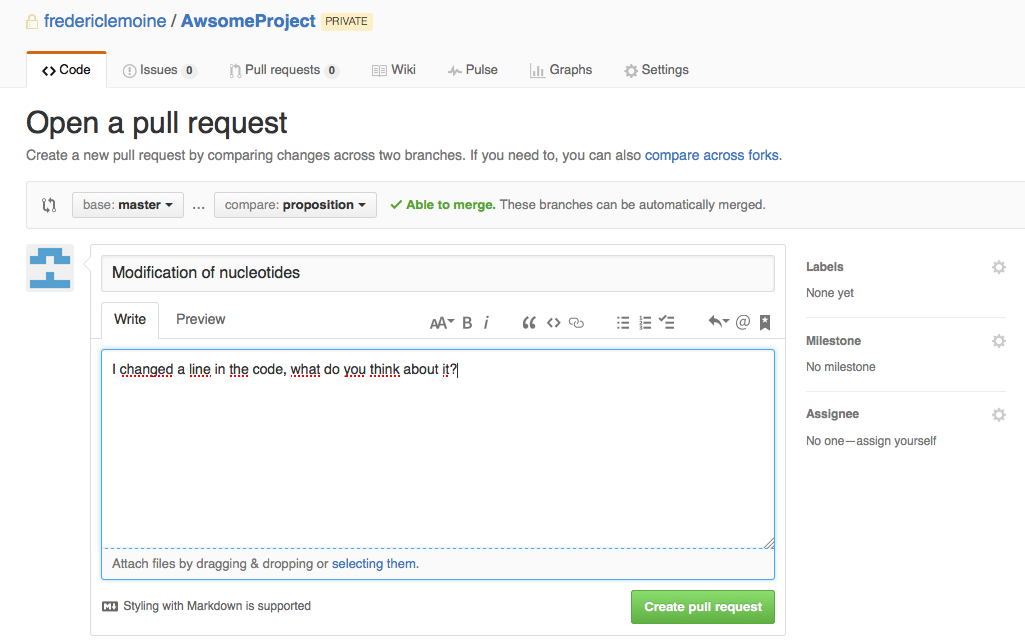 fredericlemoine / AwsomeProject PRIVATE
Code Issues 0 Pull requests 0 Wiki Pulse Graphs Settings
Open a pull request
Create a new pull request by comparing changes across two branches. If you need to, you can also compare across forks.
base: master ... compare: proposition Able to merge. These branches can be automatically merged.
Modification of nucleotides
Write Preview AA B i “ <> @
I changed a line in the code, what do you think about it?
Attach files by dragging & dropping or selecting them.
Styling with Markdown is supported
Create pull request
Labels
None yet
Milestone
No milestone
Assignee
No one—assign yourself